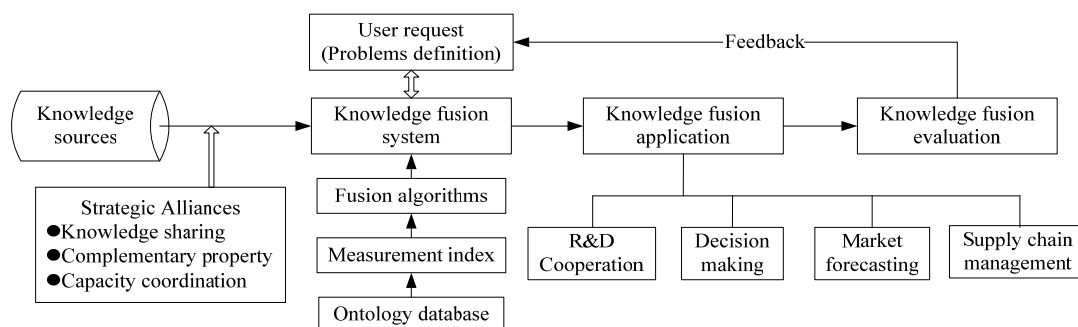 User request
(Problems definition)
Feedback
Knowledge
sources
Knowledge fusion
system
Knowledge fusion
application
Knowledge fusion
evaluation
Strategic Alliances
●Knowledge sharing
●Complementary property
●Capacity coordination
Fusion algorithms
Measurement index
Ontology database
R&D
Cooperation
Decision
making
Market
forecasting
Supply chain
management